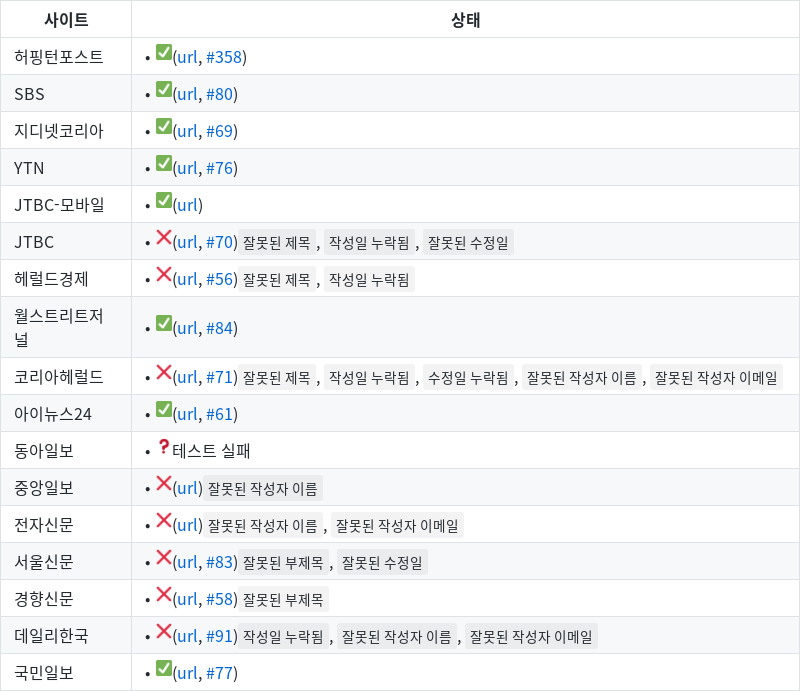 사이트 상태
허핑턴포스트 • ✅(url, #358)
SBS • ✅(url, #80)
지디넷코리아 • ✅(url, #69)
YTN • ✅(url, #76)
JTBC-모바일 • ✅(url)
JTBC • ❌(url, #70) 잘못된 제목 , 작성일 누락됨 , 잘못된 수정일
헤럴드경제 • ❌(url, #56) 잘못된 제목 , 작성일 누락됨
월스트리트저
널 • ✅(url, #84)
코리아헤럴드 • ❌(url, #71) 잘못된 제목 , 작성일 누락됨 , 수정일 누락됨 , 잘못된 작성자 이름 , 잘못된 작성자 이메일
아이뉴스24 • ✅(url, #61)
동아일보 • ❓테스트 실패
중앙일보 • ❌(url) 잘못된 작성자 이름
전자신문 • ❌(url) 잘못된 작성자 이름 , 잘못된 작성자 이메일
서울신문 • ❌(url, #83) 잘못된 부제목 , 잘못된 수정일
경향신문 • ❌(url, #58) 잘못된 부제목
데일리한국 • ❌(url, #91) 작성일 누락됨 , 잘못된 작성자 이름 , 잘못된 작성자 이메일
국민일보 • ✅(url, #77)